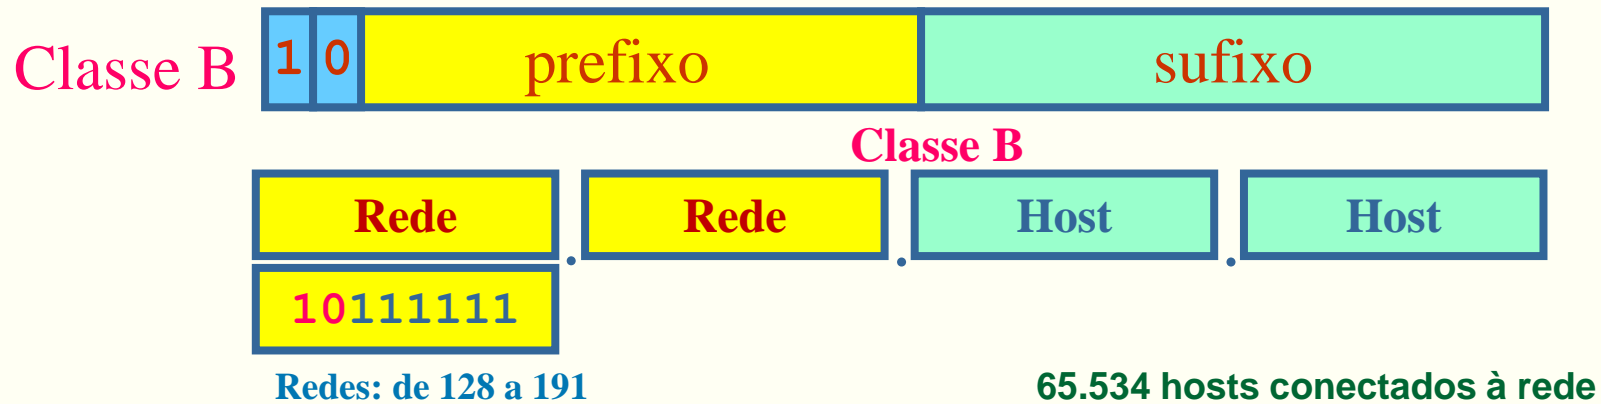 Classe B 1 0 prefixo sufixo
Classe B
Rede . Rede . Host . Host
10111111
Redes: de 128 a 191 65.534 hosts conectados à rede